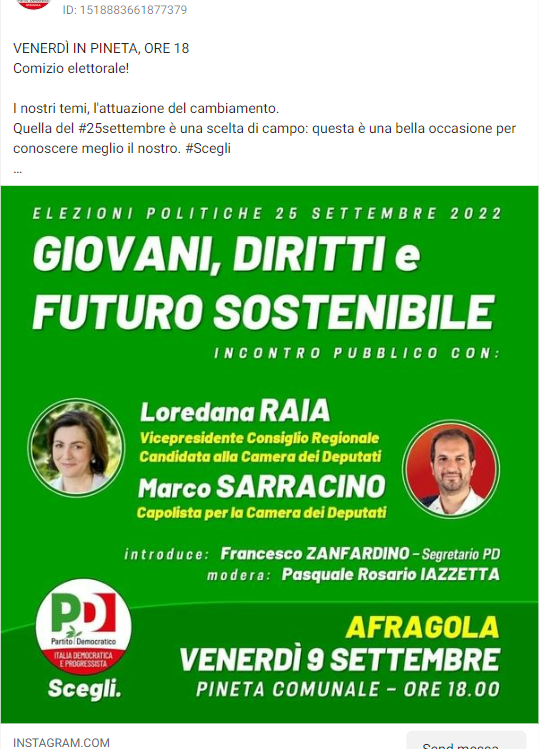 ID: 1518883661877379
VENERDÌ IN PINETA, ORE 18
Comizio elettorale!
I nostri temi, l'attuazione del cambiamento.
Quella del #25settembre è una scelta di campo: questa è una bella occasione per
conoscere meglio il nostro. #Scegli
...
ELEZIONI POLITICHE 25 SETTEMBRE 2022
GIOVANI, DIRITTI e
FUTURO SOSTENIBILE
INCONTRO PUBBLICO CON:
Loredana RAIA
Vicepresidente Consiglio Regionale
Candidata alla Camera dei Deputati
Marco SARRACINO
Capolista per la Camera dei Deputati
introduce: Francesco ZANFARDINO – Segretario PD
modera: Pasquale Rosario IAZZETTA
PD
Partito Democratico
ITALIA DEMOCRATICA
E PROGRESSISTA
Scegli.
AFRAGOLA
VENERDÌ 9 SETTEMBRE
PINETA COMUNALE – ORE 18.00
INSTAGRAM.COM